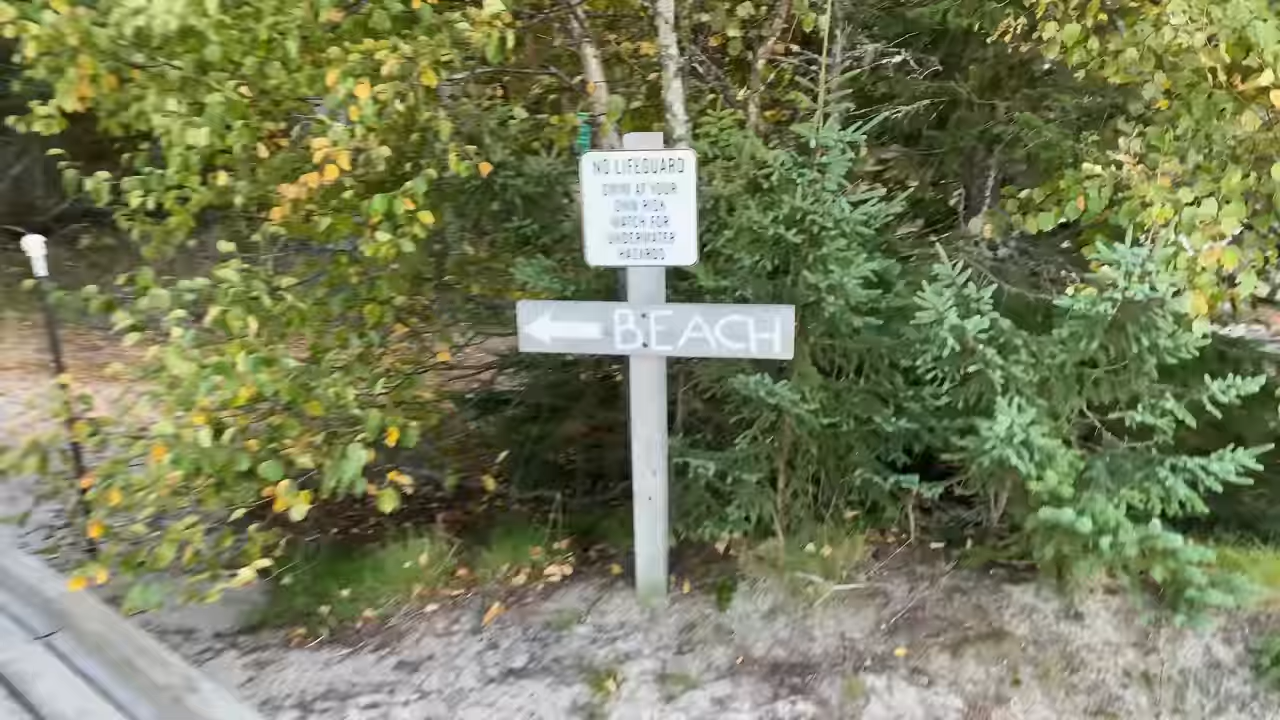 NO LIFEGUARD
SWIM AT YOUR
OWN RISK
WATCH FOR
UNDERWATER
HAZARDS
BEACH